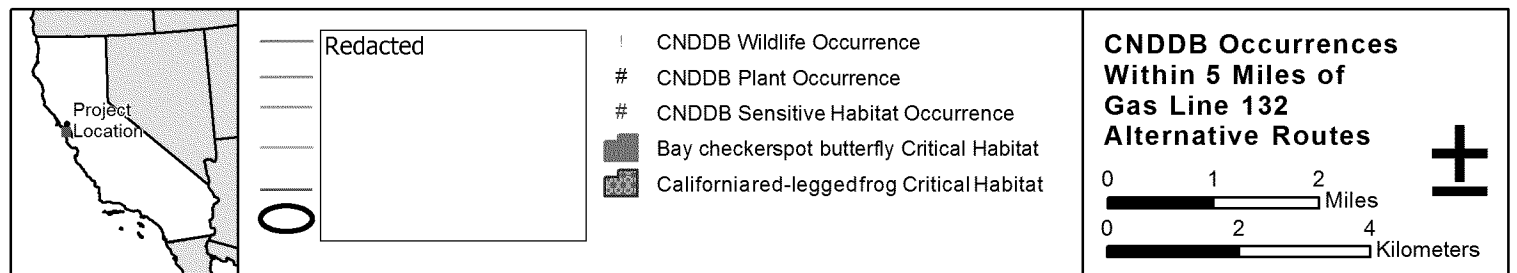 Project
Location
Redacted
! CNDDB Wildlife Occurrence
# CNDDB Plant Occurrence
# CNDDB Sensitive Habitat Occurrence
Bay checkerspot butterfly Critical Habitat
Californiared-leggedfrog Critical Habitat
CNDDB Occurrences
Within 5 Miles of
Gas Line 132
Alternative Routes
±
0 1 2
Miles
0 2 4
Kilometers